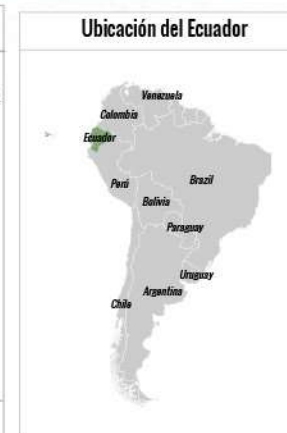 Ubicación del Ecuador
Venezuela
Colombia
Ecuador
Perú
Brazil
Bolivia
Paraguay
Uruguay
Argentina
Chile